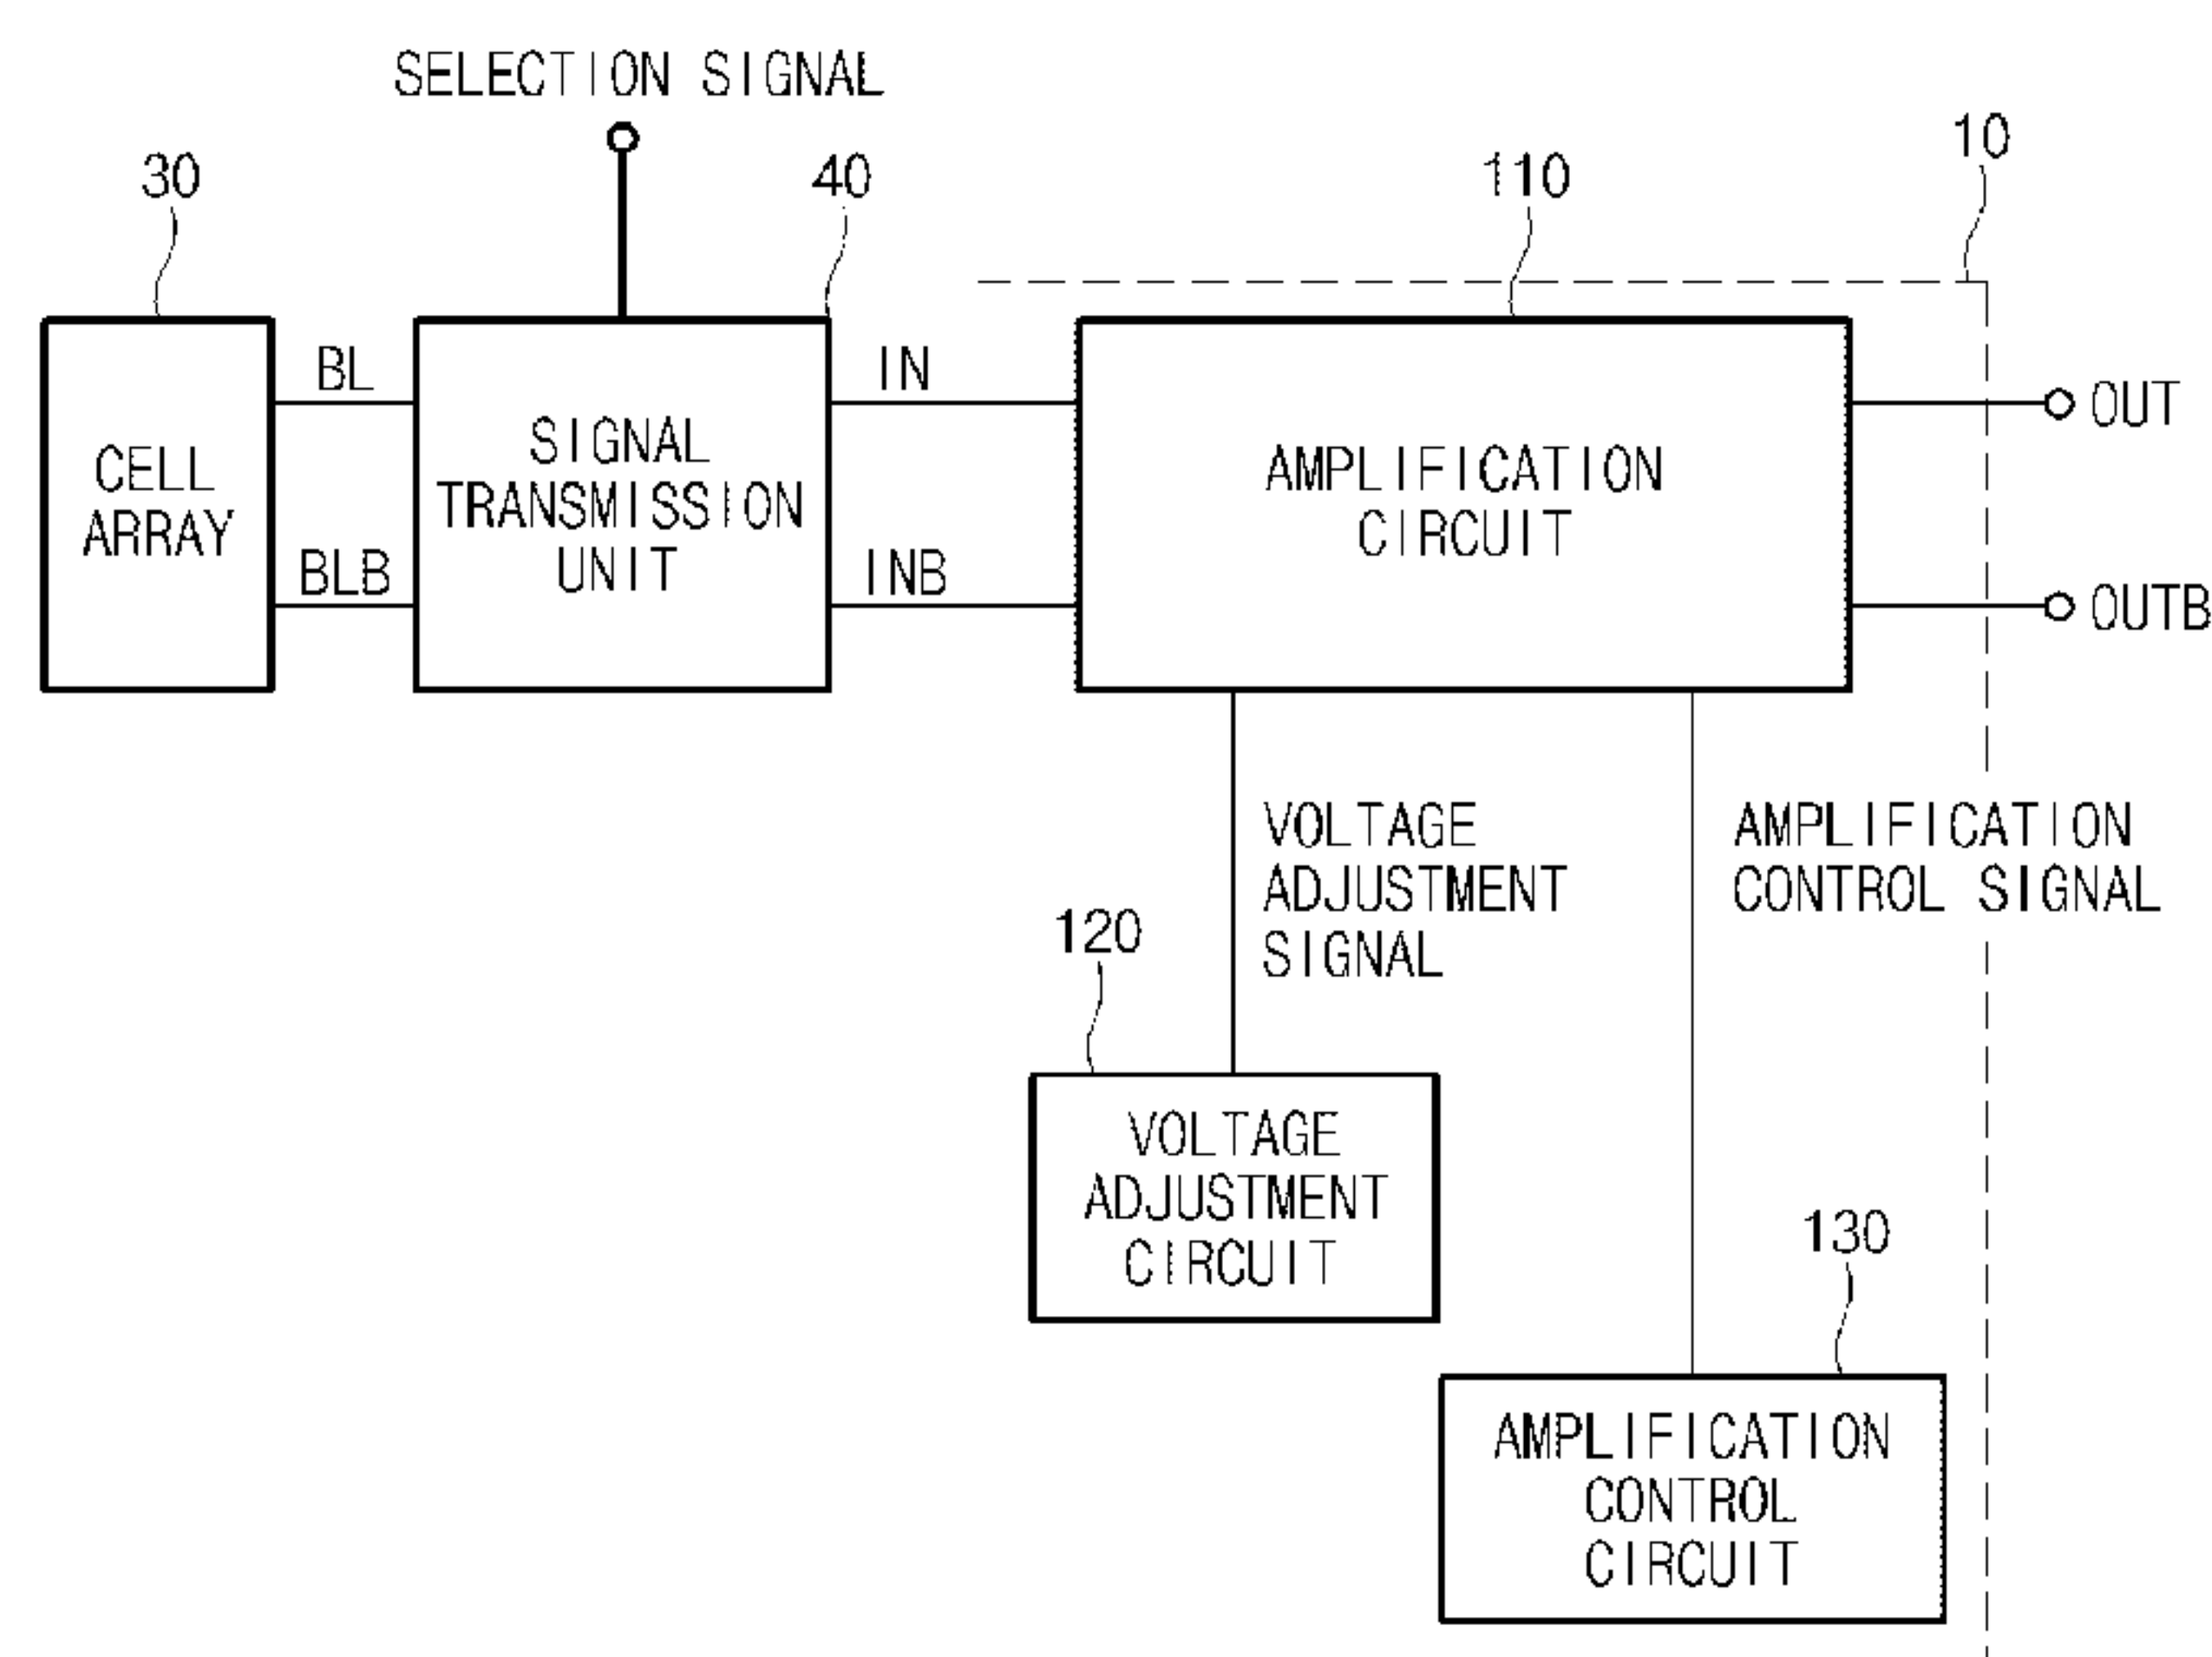 SELECTION SIGNAL
10
30
40
110
BL
IN
OUT
CELL
ARRAY
SIGNAL
TRANSMISSION
UNIT
AMPLIFICATION
CIRCUIT
BLB
INB
OUTB
VOLTAGE
ADJUSTMENT
SIGNAL
AMPLIFICATION
CONTROL SIGNAL
120
VOLTAGE
ADJUSTMENT
CIRCUIT
130
AMPLIFICATION
CONTROL
CIRCUIT